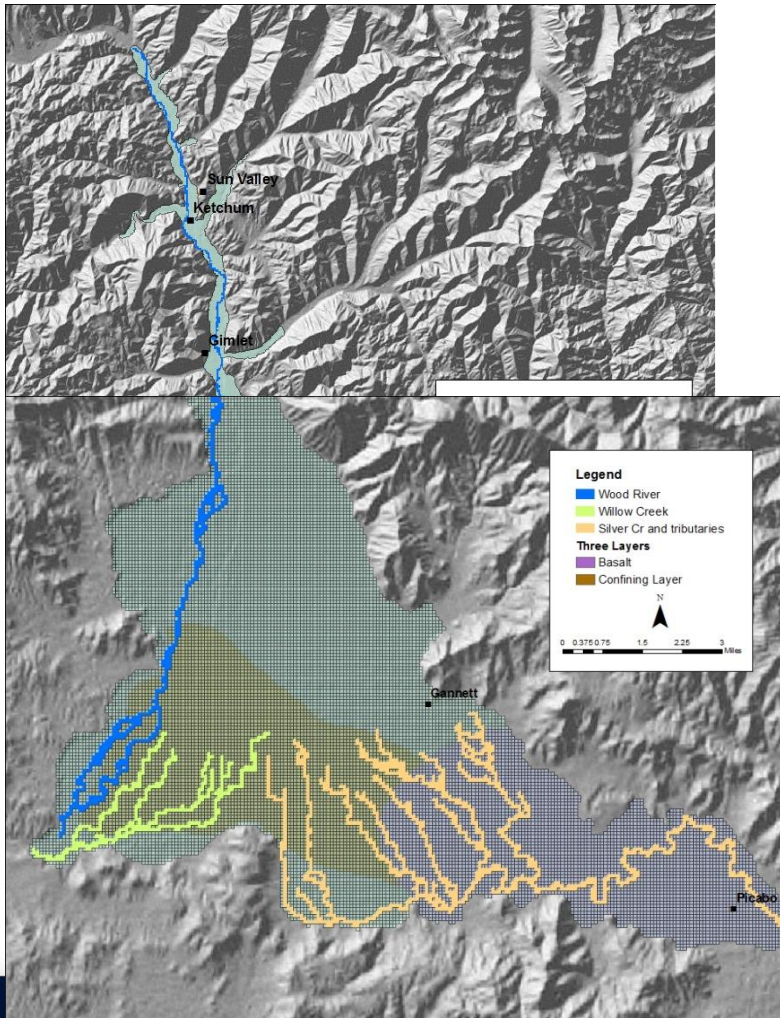 Sun Valley
Ketchum
Gimlet
Legend
Wood River
Willow Creek
Silver Cr and tributaries
Three Layers
Basalt
Confining Layer
N
0 0.375 0.75 1.5 2.25 3
Miles
Gannett
Picabo